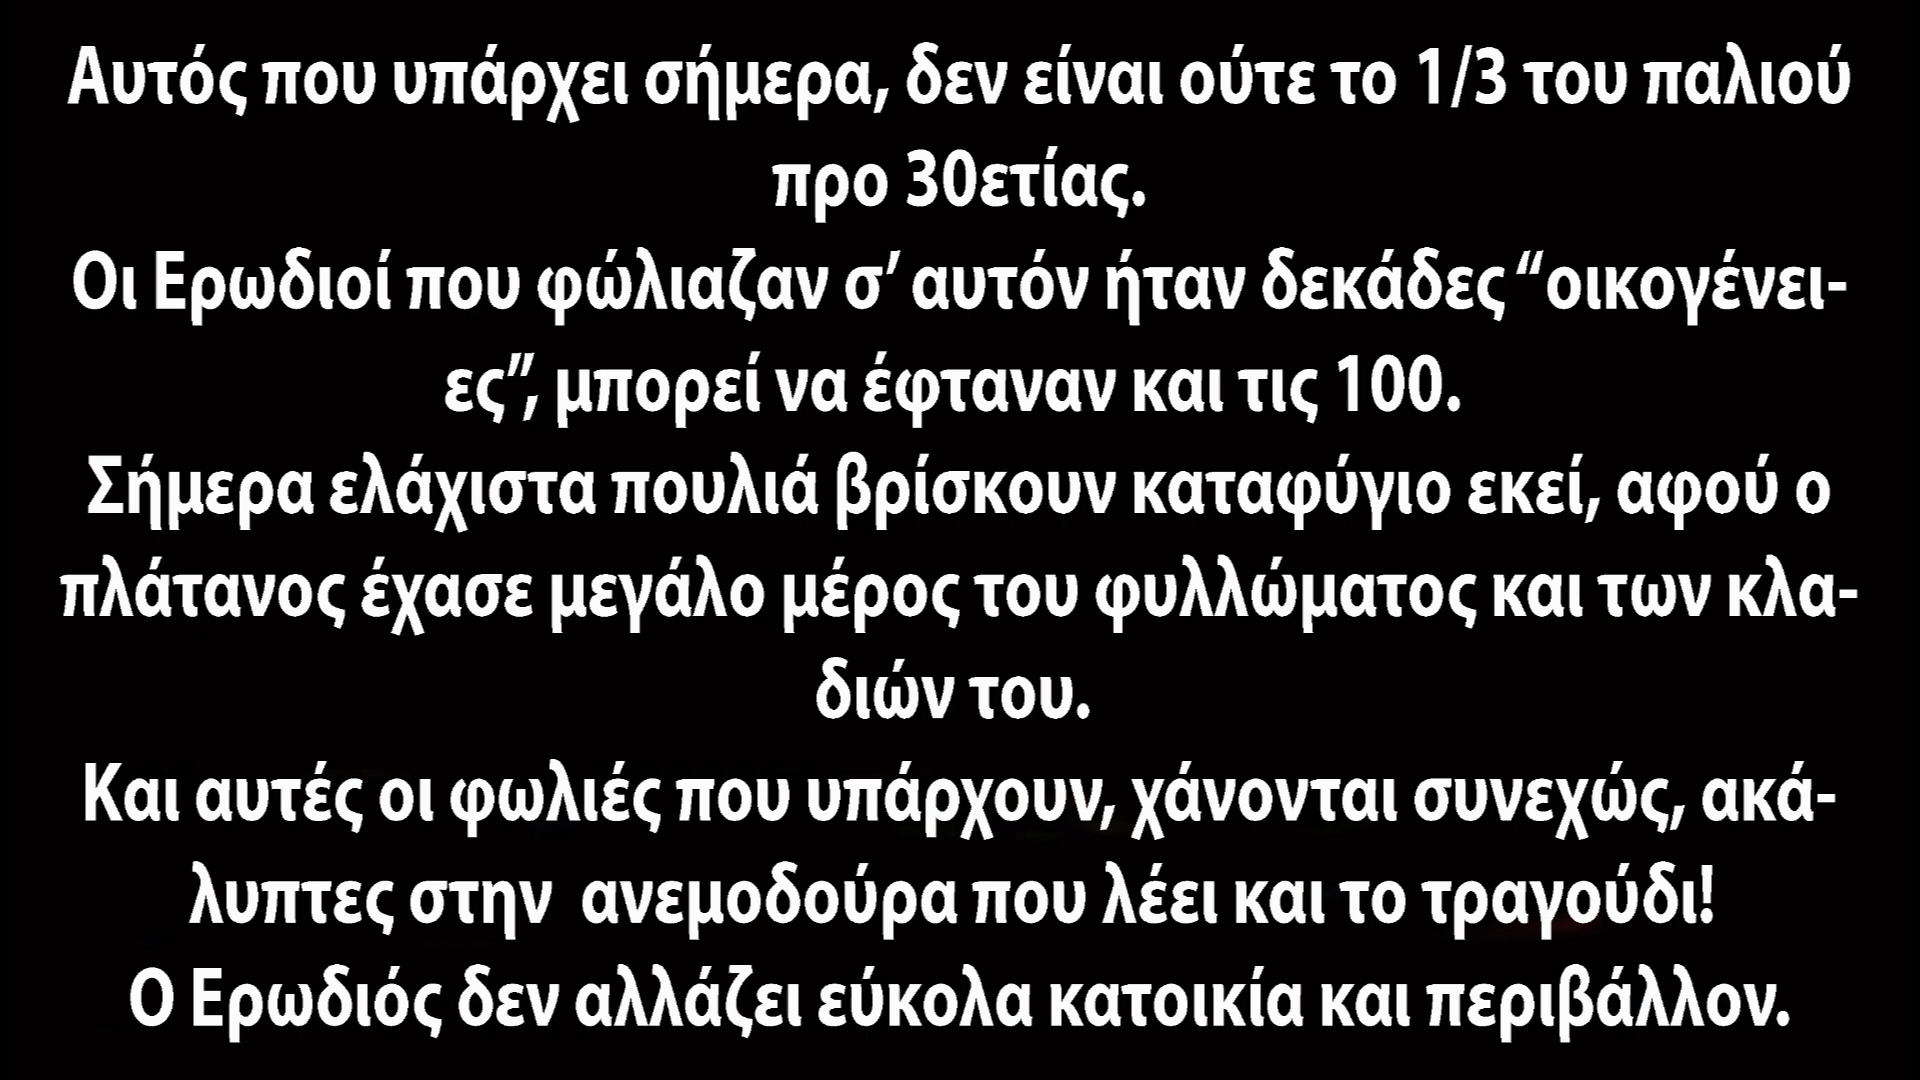 Αυτός που υπάρχει σήμερα, δεν είναι ούτε το 1/3 του παλιού
προ 30ετίας.
Οι Ερωδιοί που φώλιαζαν σ’ αυτόν ήταν δεκάδες “οικογένει-
ες”, μπορεί να έφταναν και τις 100.
Σήμερα ελάχιστα πουλιά βρίσκουν καταφύγιο εκεί, αφού ο
πλάτανος έχασε μεγάλο μέρος του φυλλώματος και των κλα-
διών του.
Και αυτές οι φωλιές που υπάρχουν, χάνονται συνεχώς, ακά-
λυπτες στην  ανεμοδούρα που λέει και το τραγούδι!
Ο Ερωδιός δεν αλλάζει εύκολα κατοικία και περιβάλλον.